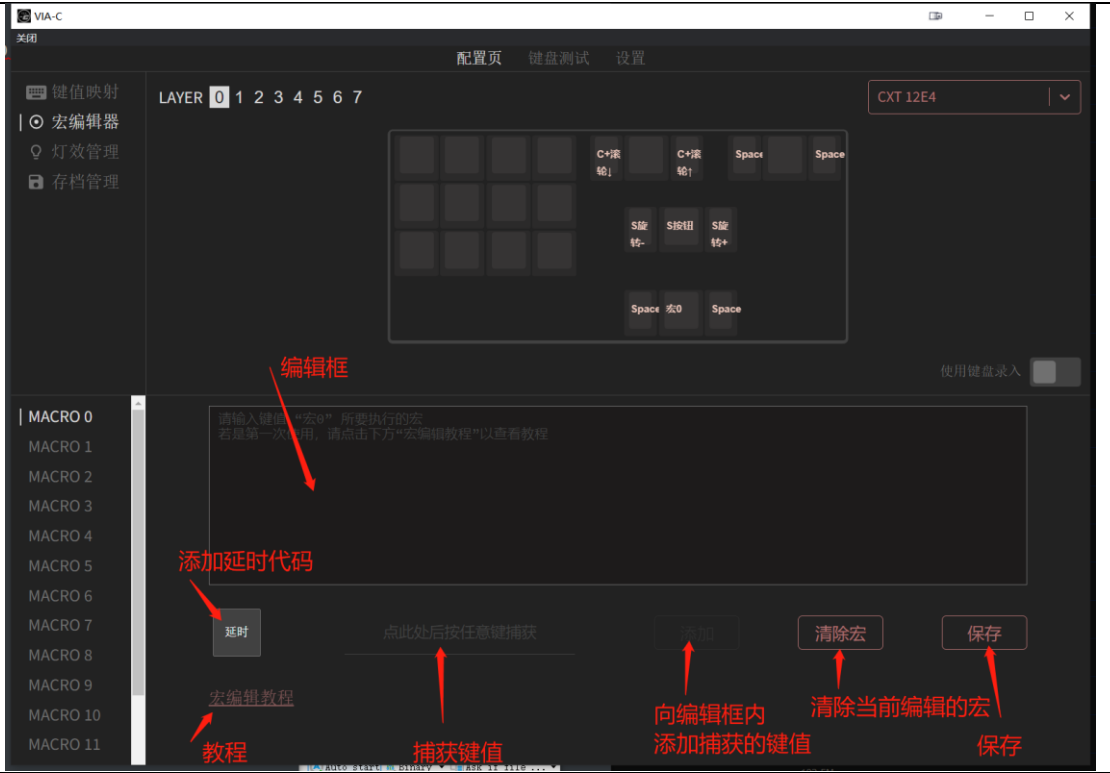 VIA-C
关闭
配置页 键盘测试 设置
键值映射
宏编辑器
灯效管理
存档管理
LAYER 0 1 2 3 4 5 6 7
CXT 12E4
C+滚轮↓
C+滚轮↑
Space
Space
S旋转-
S按钮
S旋转+
Space
宏0
Space
编辑框
使用键盘录入
MACRO 0
MACRO 1
MACRO 2
MACRO 3
MACRO 4
MACRO 5
MACRO 6
MACRO 7
MACRO 8
MACRO 9
MACRO 10
MACRO 11
请输入键值 “宏0” 所要执行的宏
若是第一次使用, 请点击下方“宏编辑教程”以查看教程
添加延时代码
延时
点此处后按任意键捕获
添加
清除宏
保存
宏编辑教程
教程
捕获键值
向编辑框内
添加捕获的键值
清除当前编辑的宏
保存
Auto start binary Ask if file ...